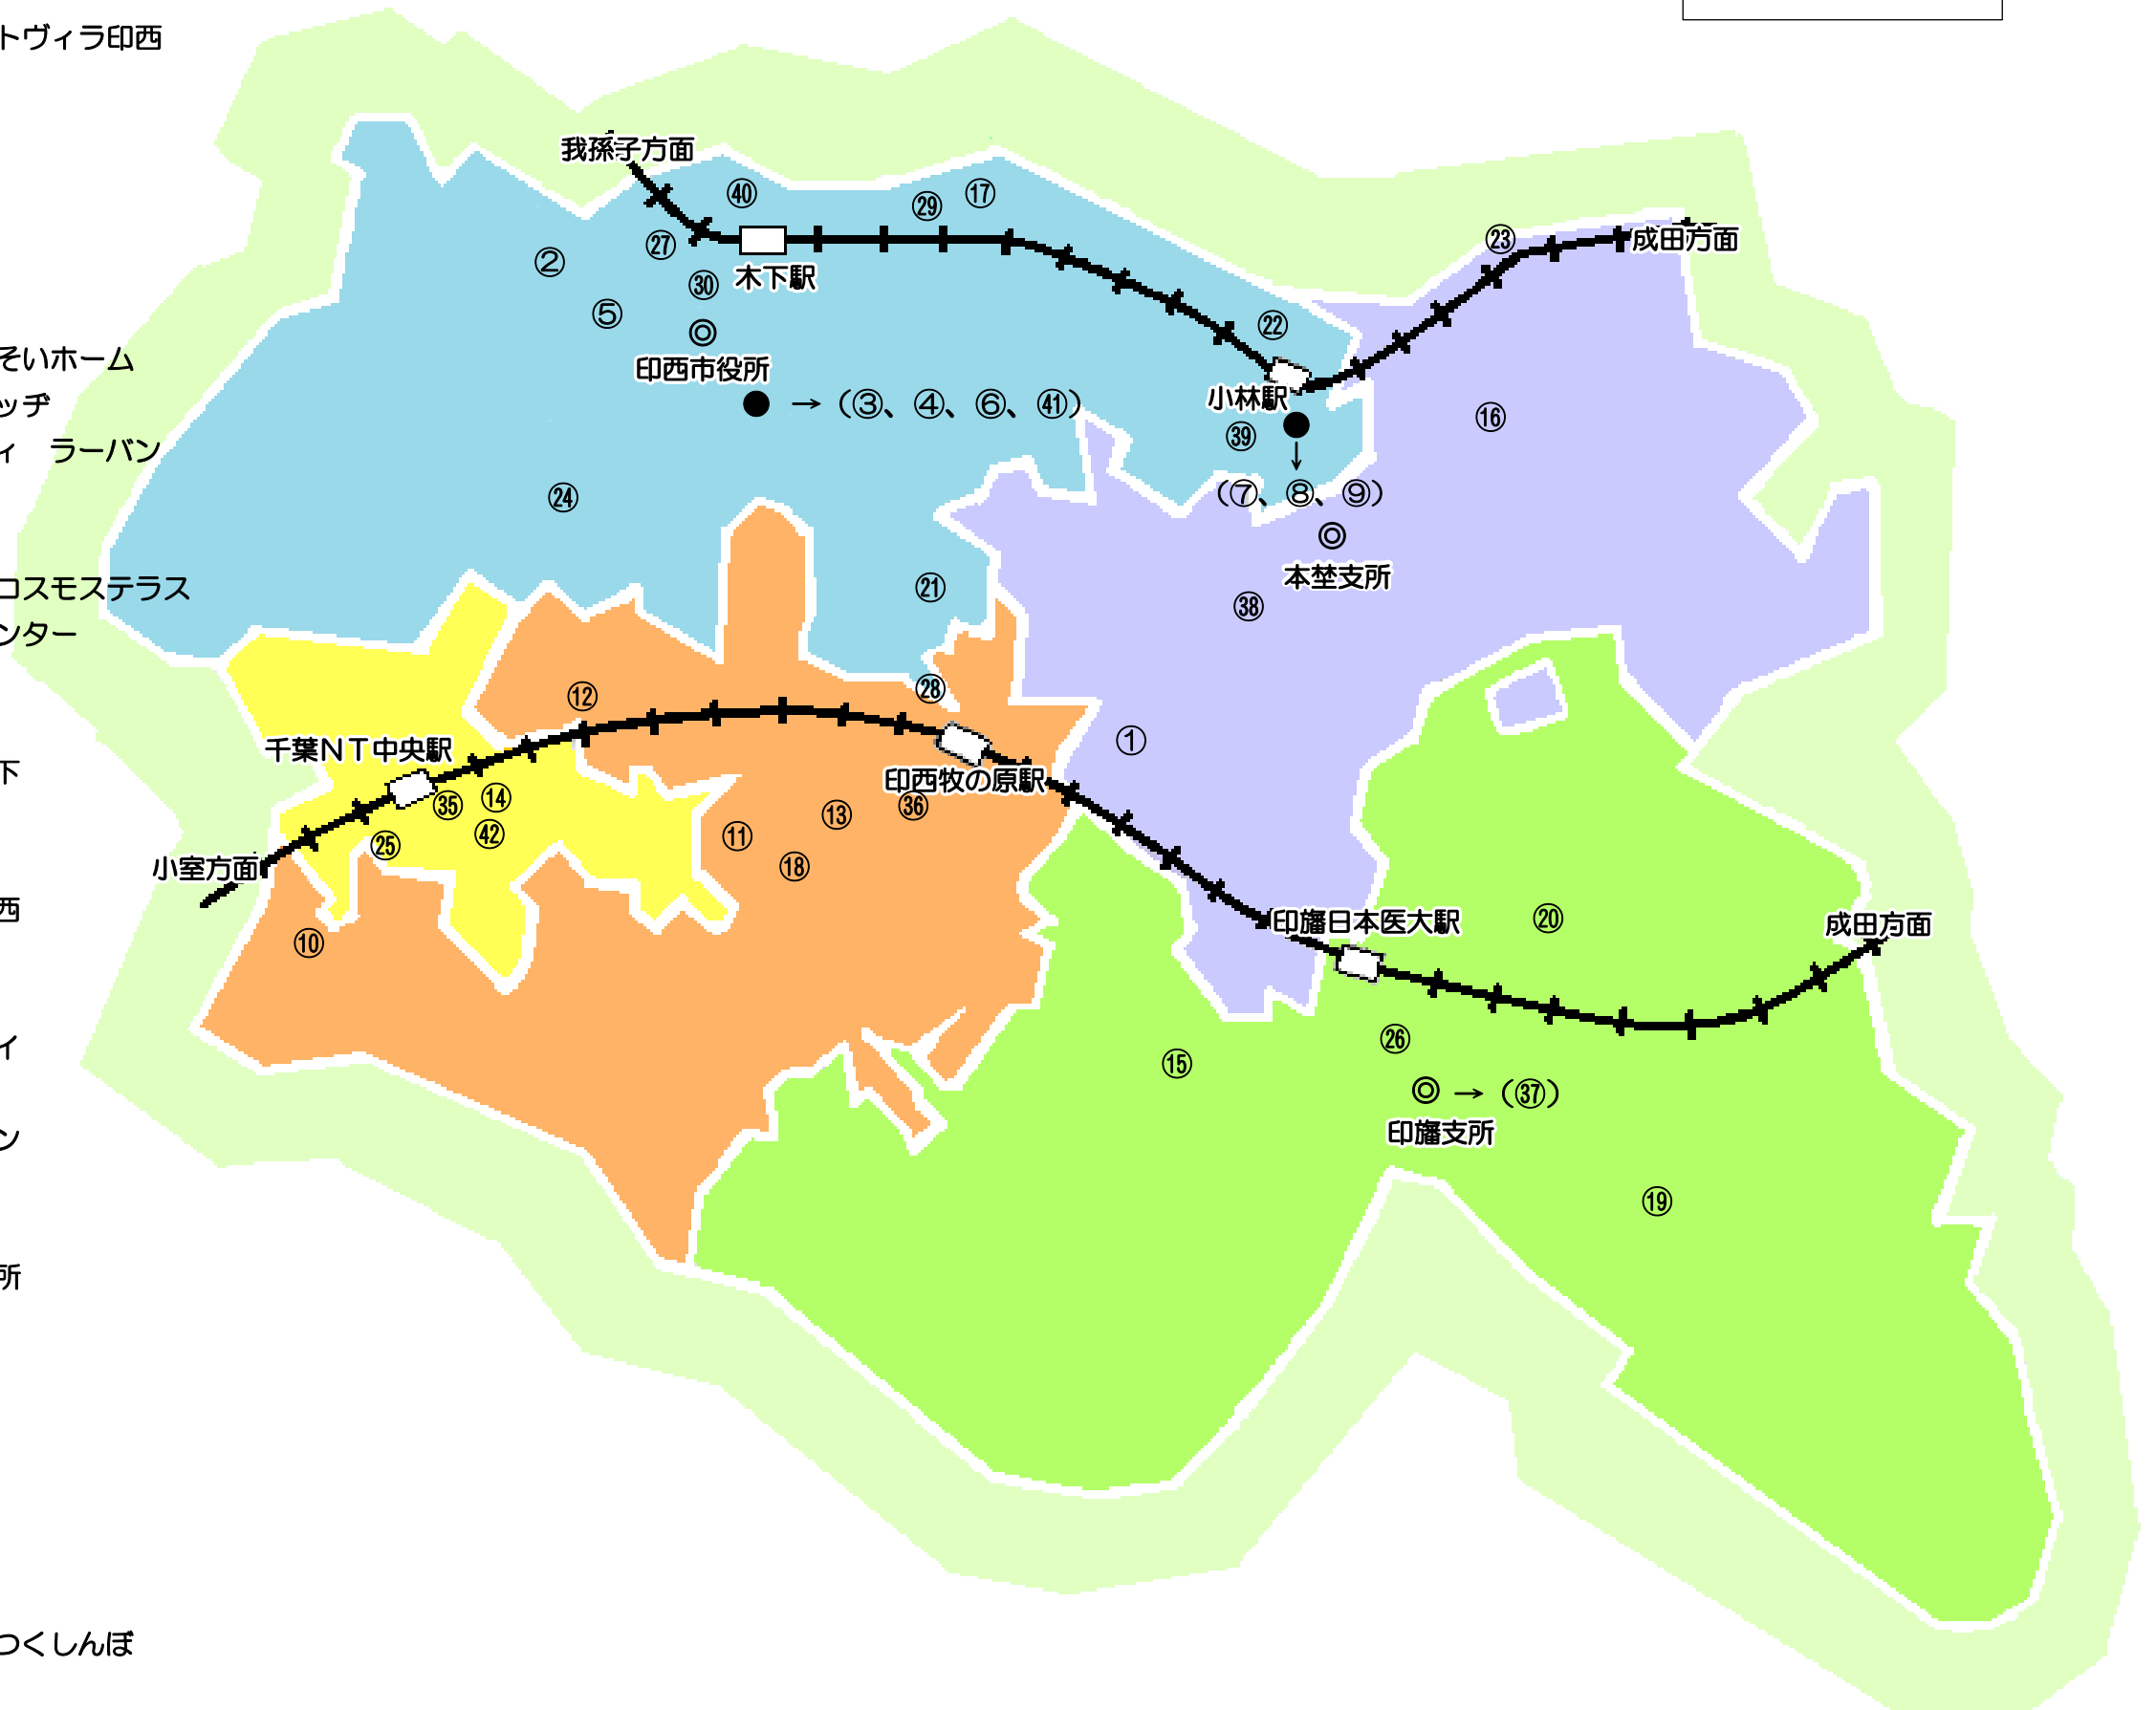 トヴィラ印西
我孫子方面
㊵
㉙
⑰
㉗
②
㉓
成田方面
木下駅
㉚
⑤
◎
㉒
印西市役所
そいホーム
ッヂ
● → (③、④、⑥、㊶)
小林駅
⑯
㊴
ィ ラーバン
↓
(⑦、⑧、⑨)
㉔
◎
本埜支所
コスモステラス
㉑
㊳
ンター
㉘
⑫
①
千葉NT中央駅
下
印西牧の原駅
㉟
⑭
⑬
㊱
㊷
⑪
㉕
⑱
小室方面
西
印旛日本医大駅
⑳
成田方面
⑩
イ
㉖
⑮
◎ → (㊲)
印旛支所
ン
⑲
所
つくしんぼ